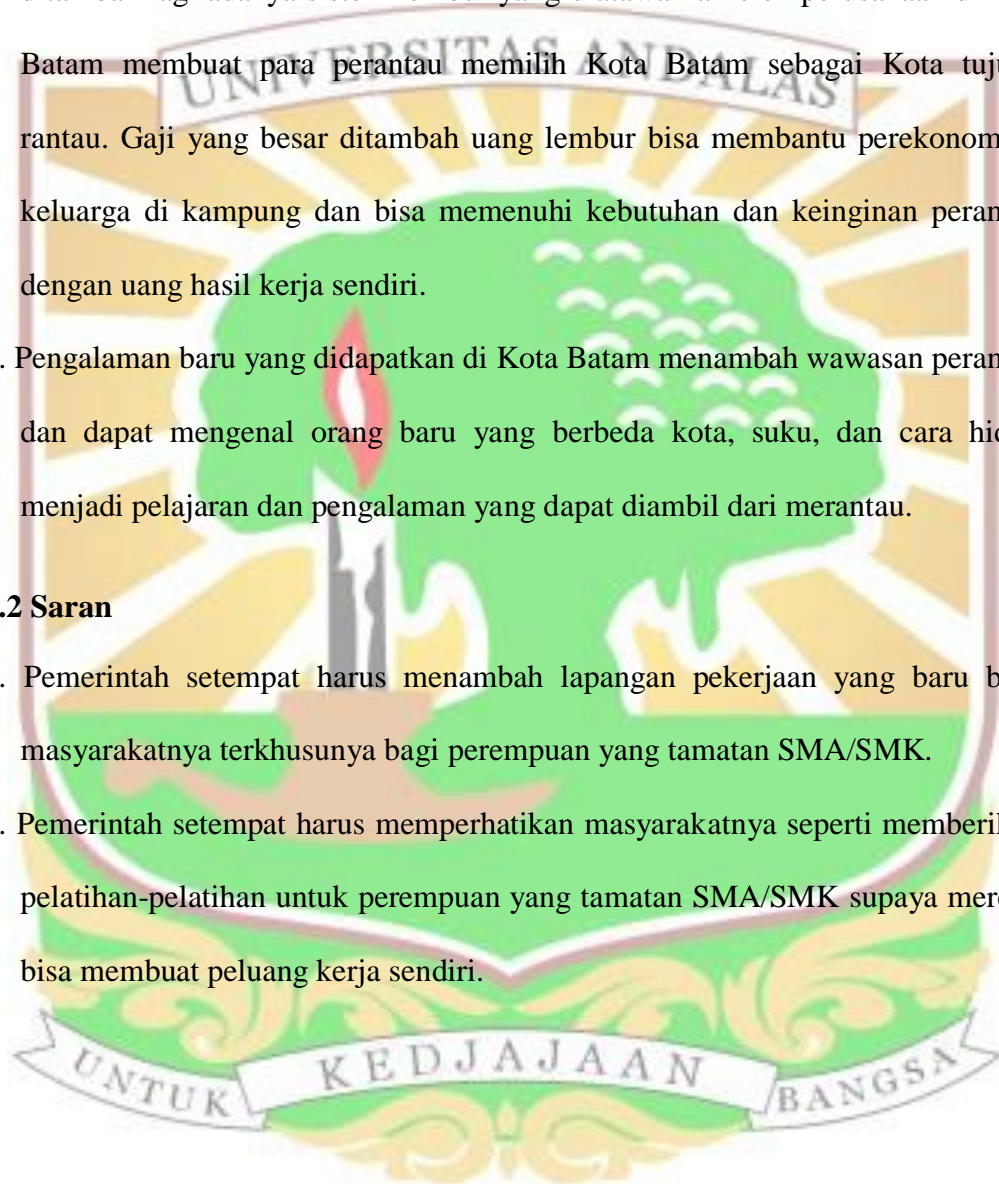 UNIVERSITAS ANDALAS
Batam membuat para perantau memilih Kota Batam sebagai Kota tuju
rantau. Gaji yang besar ditambah uang lembur bisa membantu perekonom
keluarga di kampung dan bisa memenuhi kebutuhan dan keinginan peran
dengan uang hasil kerja sendiri.
. Pengalaman baru yang didapatkan di Kota Batam menambah wawasan peran
dan dapat mengenal orang baru yang berbeda kota, suku, dan cara hid
menjadi pelajaran dan pengalaman yang dapat diambil dari merantau.
.2 Saran
. Pemerintah setempat harus menambah lapangan pekerjaan yang baru b
masyarakatnya terkhusunya bagi perempuan yang tamatan SMA/SMK.
. Pemerintah setempat harus memperhatikan masyarakatnya seperti memberi
pelatihan-pelatihan untuk perempuan yang tamatan SMA/SMK supaya mere
bisa membuat peluang kerja sendiri.
UNTUK KEDJAJAAN BANGSA